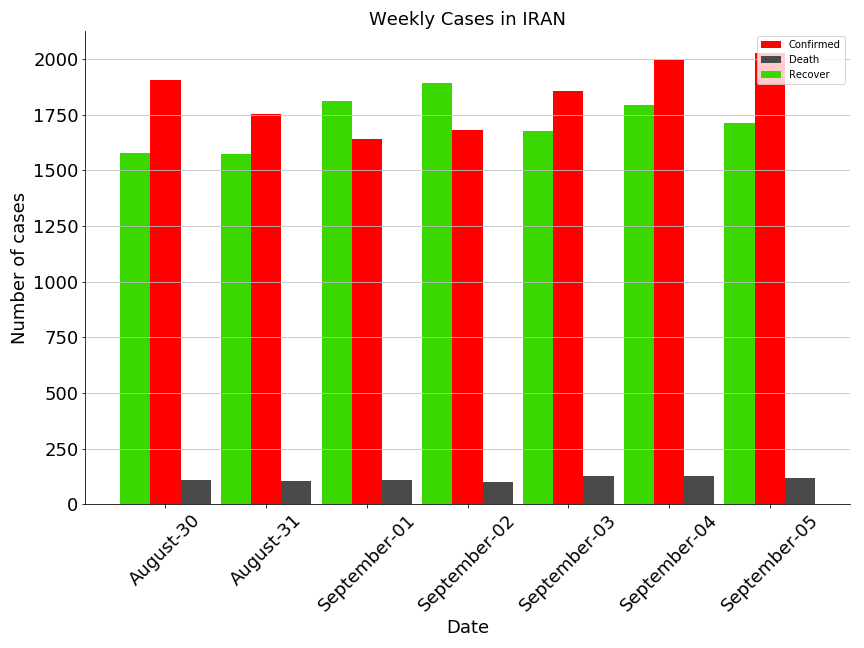 Weekly Cases in IRAN
Confirmed
Death
Recover
Number of cases
2000
1750
1500
1250
1000
750
500
250
0
August-30
August-31
September-01
September-02
September-03
September-04
September-05
Date